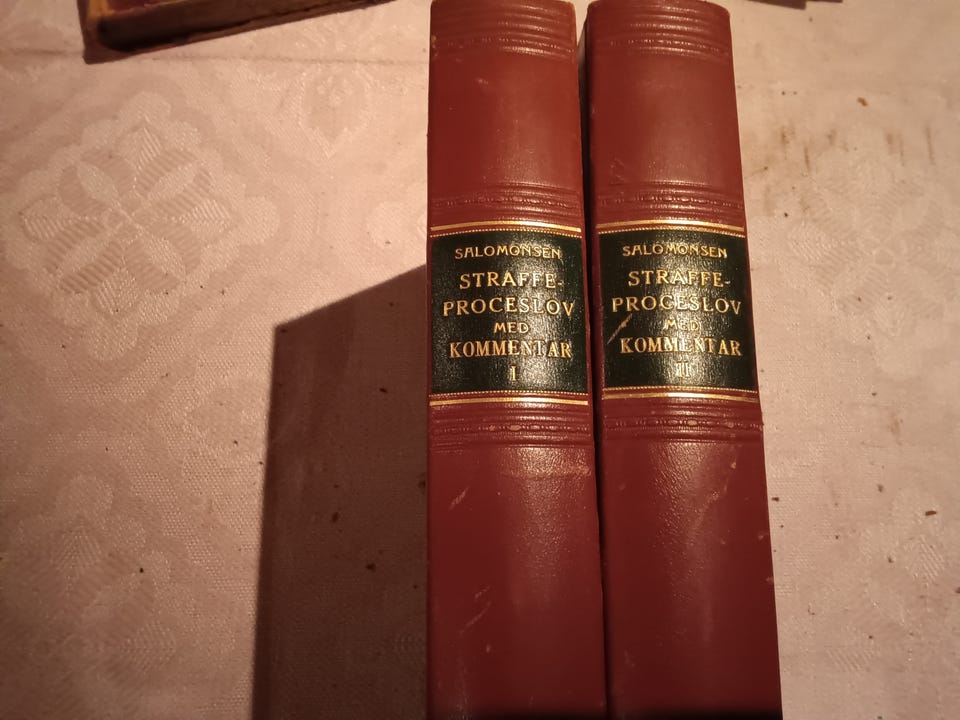 SALOMONSEN
STRAFFE-
PROCESLOV
MED
KOMMENTAR
I
SALOMONSEN
STRAFFE-
PROCESLOV
MED
KOMMENTAR
II